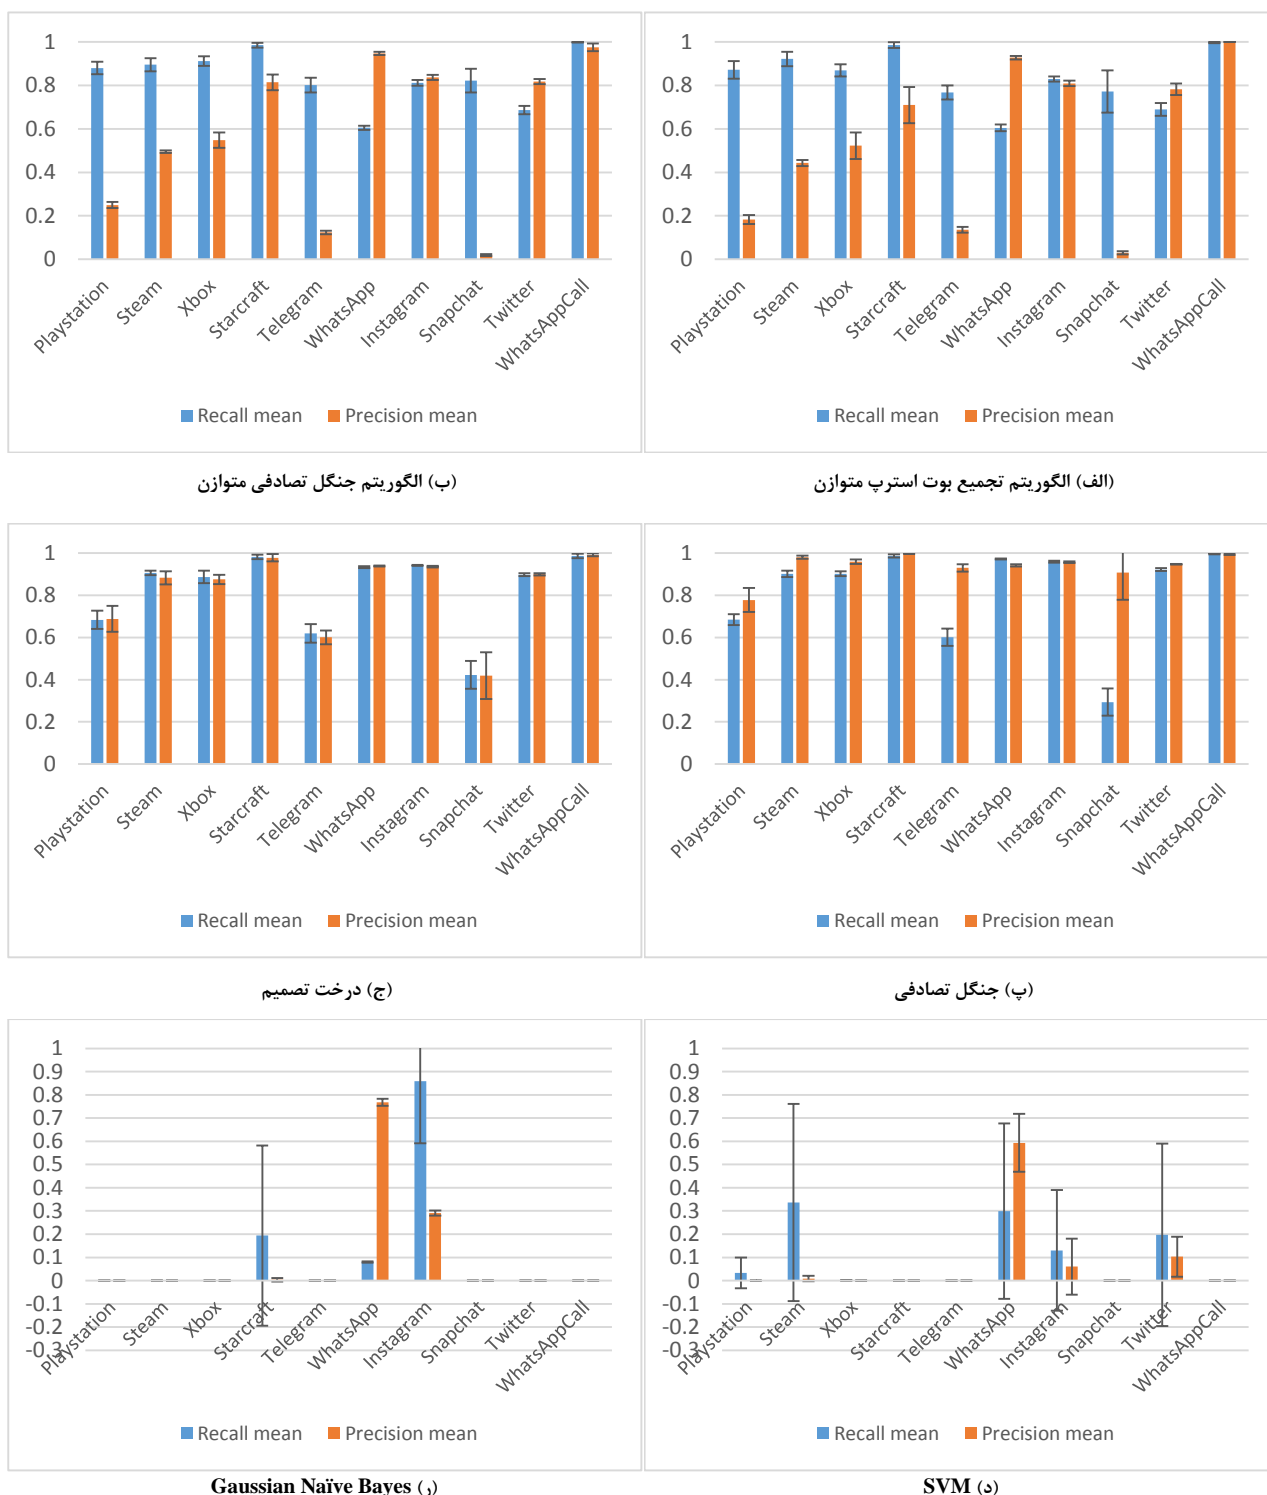 1
0.8
0.6
0.4
0.2
0
Playstation
Steam
Xbox
Starcraft
Telegram
WhatsApp
Instagram
Snapchat
Twitter
WhatsAppCall
Recall mean Precision mean
(ب) الگوریتم جنگل تصادفی متوازن
1
0.8
0.6
0.4
0.2
0
Playstation
Steam
Xbox
Starcraft
Telegram
WhatsApp
Instagram
Snapchat
Twitter
WhatsAppCall
Recall mean Precision mean
(الف) الگوریتم تجمیع بوت استرپ متوازن
1
0.8
0.6
0.4
0.2
0
Playstation
Steam
Xbox
Starcraft
Telegram
WhatsApp
Instagram
Snapchat
Twitter
WhatsAppCall
Recall mean Precision mean
(ج) درخت تصمیم
1
0.8
0.6
0.4
0.2
0
Playstation
Steam
Xbox
Starcraft
Telegram
WhatsApp
Instagram
Snapchat
Twitter
WhatsAppCall
Recall mean Precision mean
(پ) جنگل تصادفی
1
0.9
0.8
0.7
0.6
0.5
0.4
0.3
0.2
0.1
0
-0.1
-0.2
-0.3
Playstation
Steam
Xbox
Starcraft
Telegram
WhatsApp
Instagram
Snapchat
Twitter
WhatsAppCall
Recall mean Precision mean
Gaussian Naïve Bayes (ر)
1
0.9
0.8
0.7
0.6
0.5
0.4
0.3
0.2
0.1
0
-0.1
-0.2
-0.3
Playstation
Steam
Xbox
Starcraft
Telegram
WhatsApp
Instagram
Snapchat
Twitter
WhatsAppCall
Recall mean Precision mean
SVM (د)